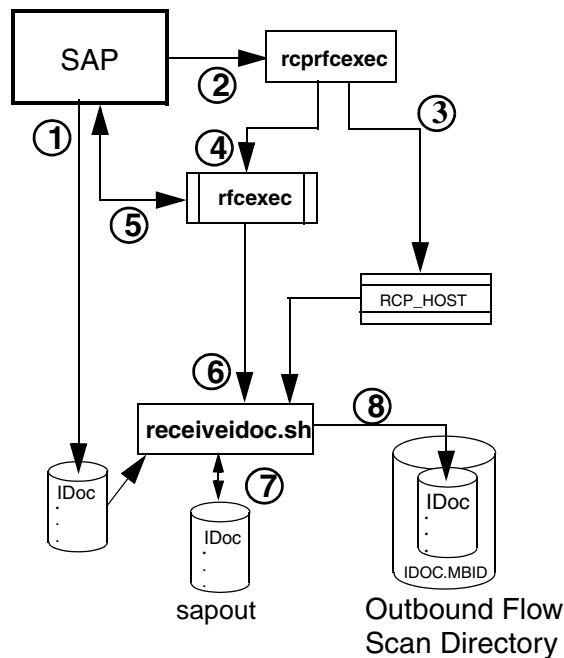 SAP
rcprfcexec
2
1
3
4
rfcexec
5
RCP_HOST
6
8
receiveidoc.sh
7
IDoc
.
.
.
IDoc
.
.
.
IDoc
.
.
.
IDOC.MBID
sapout
Outbound Flow
Scan Directory